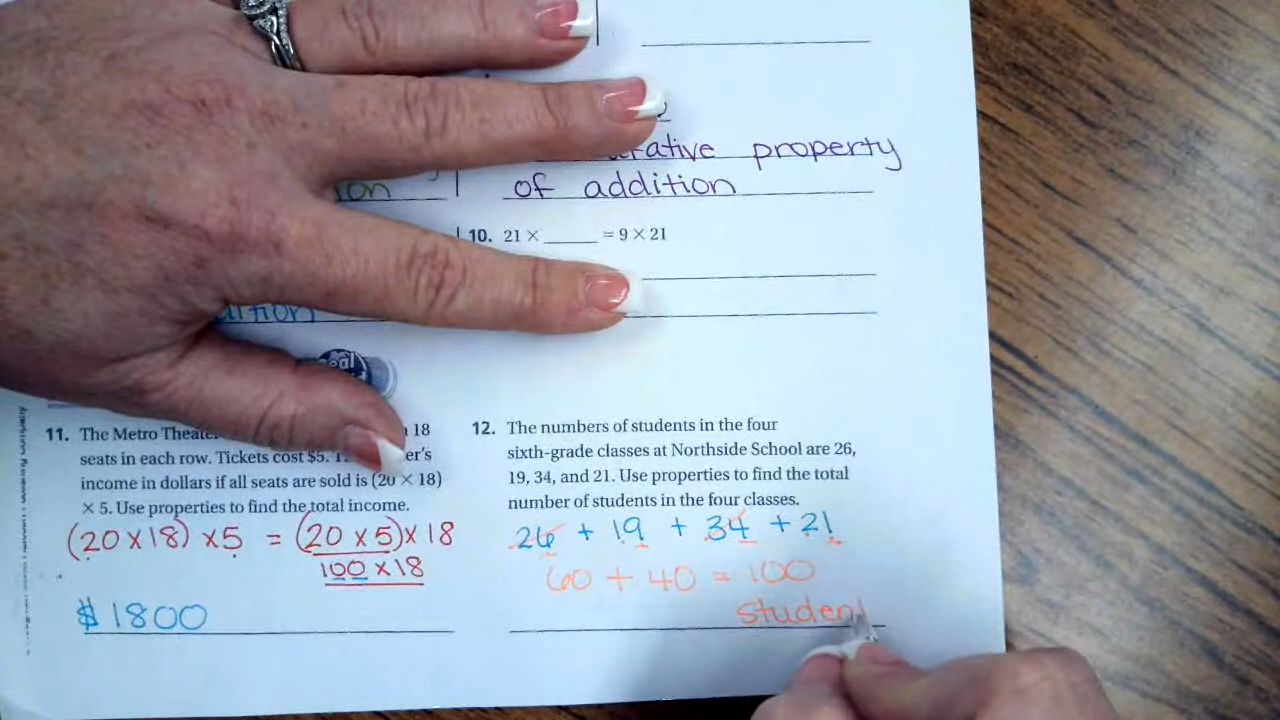 property
of addition
10. 21 × ____ = 9 × 21
11. The Metro 18
seats in each row. Tickets cost $5.
income in dollars if all seats are sold is (20 × 18)
× 5. Use properties to find the total income.
(20 x 18) x 5 = (20 x 5) x 18
100 x 18
$ 1800
12. The numbers of students in the four
sixth-grade classes at Northside School are 26,
19, 34, and 21. Use properties to find the total
number of students in the four classes.
26 + 19 + 34 + 21
60 + 40 = 100
studen